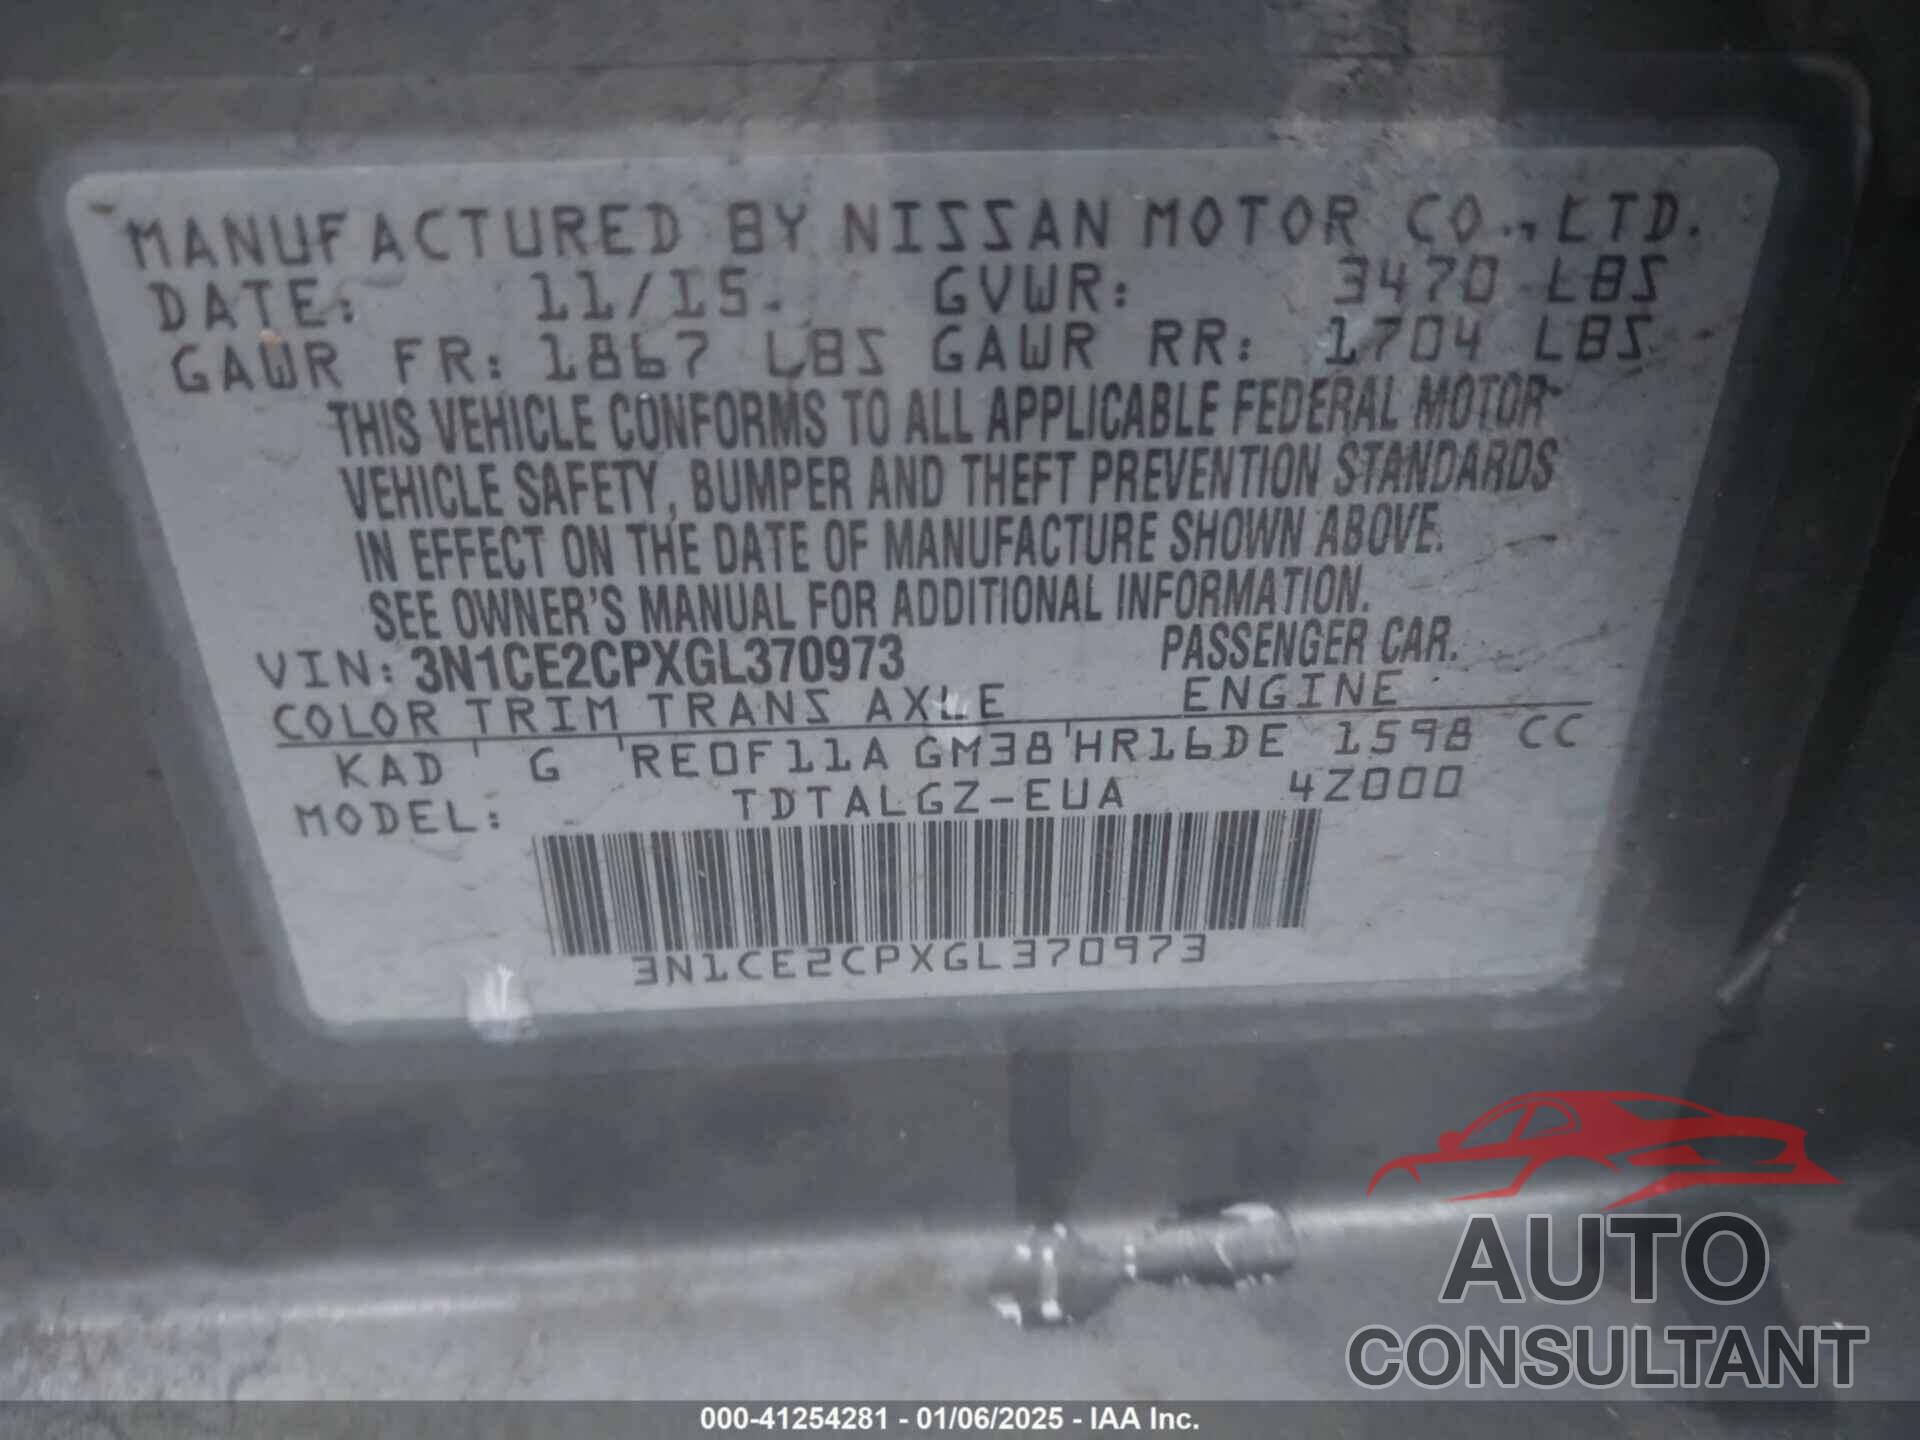 MANUFACTURED BY NISSAN MOTOR CO., LTD.
DATE: 11/15. GVWR: 3470 LBS
GAWR FR: 1867 LBS GAWR RR: 1704 LBS
THIS VEHICLE CONFORMS TO ALL APPLICABLE FEDERAL MOTOR
VEHICLE SAFETY, BUMPER AND THEFT PREVENTION STANDARDS
IN EFFECT ON THE DATE OF MANUFACTURE SHOWN ABOVE.
SEE OWNER'S MANUAL FOR ADDITIONAL INFORMATION.
VIN: 3N1CE2CPXGL370973 PASSENGER CAR.
COLOR TRIM TRANS AXLE ENGINE
KAD G RE0F11A GM38 HR16DE 1598 CC
MODEL: TDTALGZ-EUA 4Z000
3N1CE2CPXGL370973
AUTO
CONSULTANT
000-41254281 - 01/06/2025 - IAA Inc.